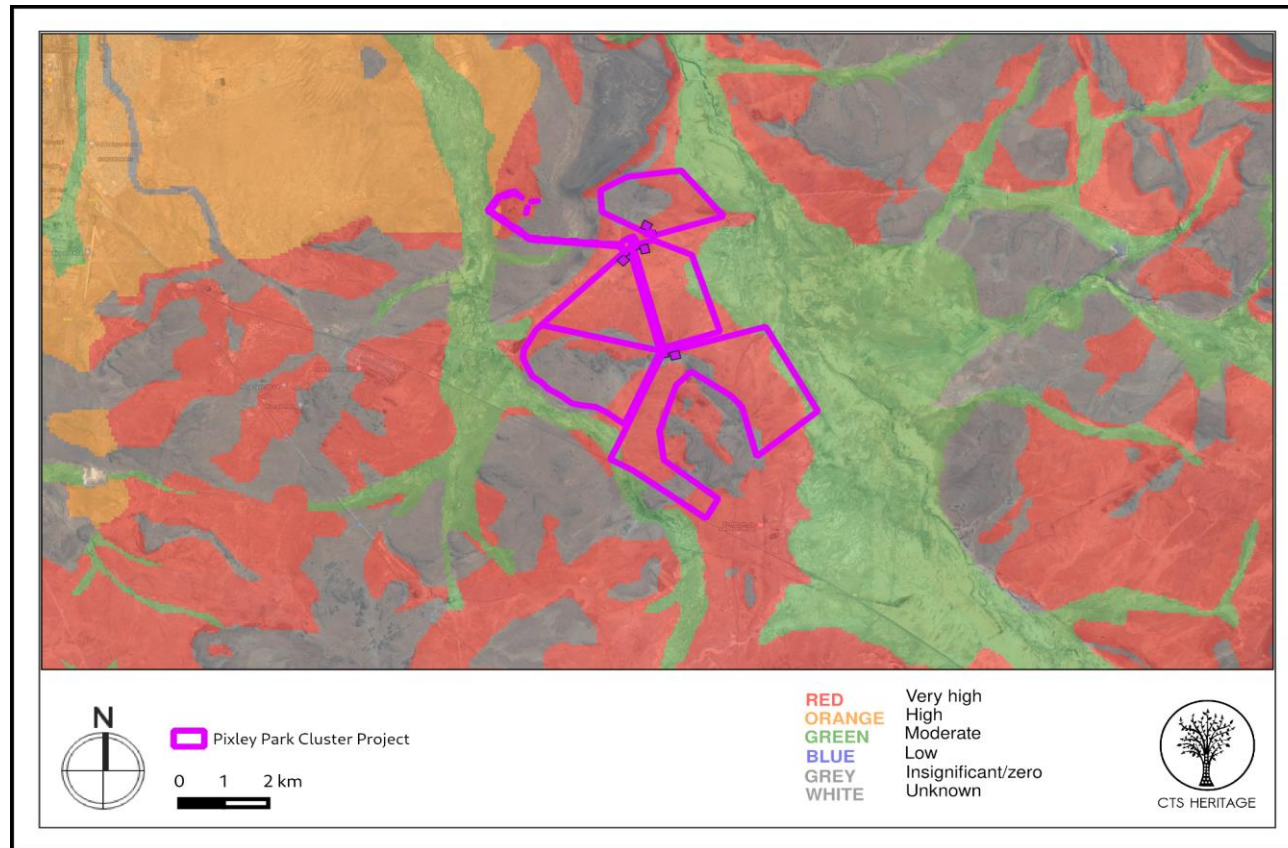 N
Pixley Park Cluster Project
0 1 2 km
RED Very high
ORANGE High
GREEN Moderate
BLUE Low
GREY Insignificant/zero
WHITE Unknown
CTS HERITAGE